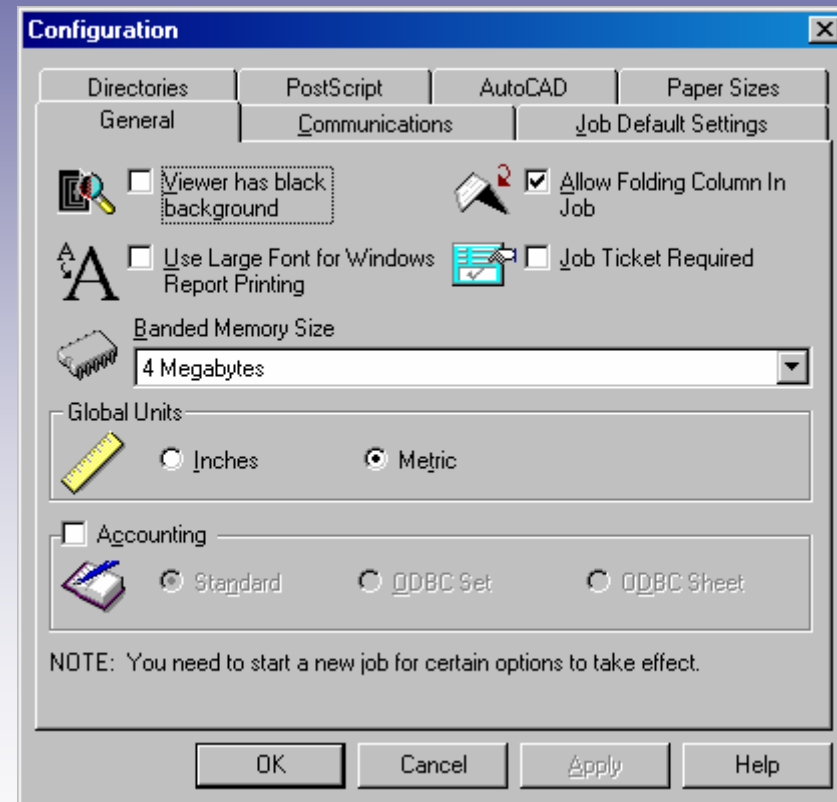 Configuration
Directories PostScript AutoCAD Paper Sizes
General Communications Job Default Settings
Viewer has black
background
Allow Folding Column In
Job
Use Large Font for Windows
Report Printing
Job Ticket Required
Banded Memory Size
4 Megabytes
Global Units
Inches Metric
Accounting
Standard ODBC Set ODBC Sheet
NOTE: You need to start a new job for certain options to take effect.
OK Cancel Apply Help